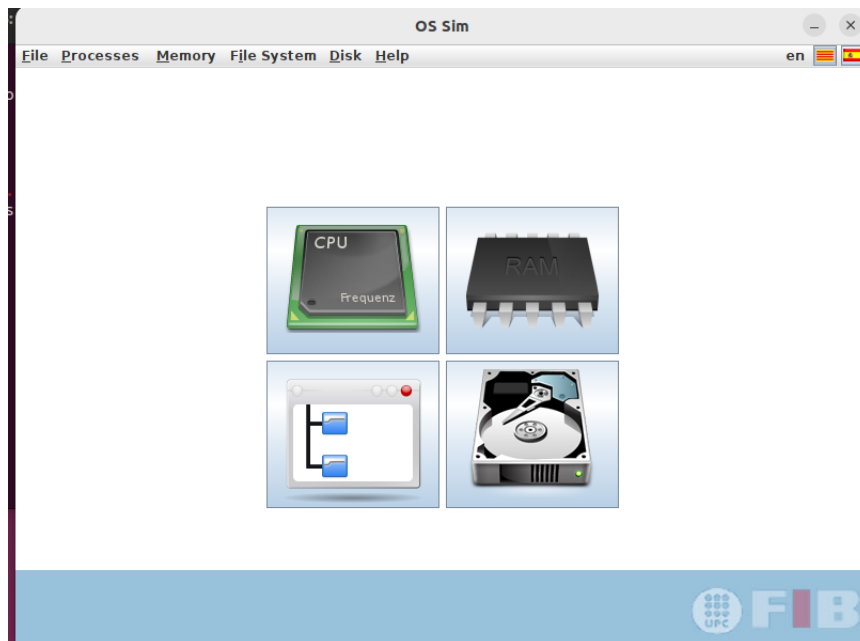 OS Sim
File Processes Memory File System Disk Help en
CPU
Frequenz
RAM
UPC FIB